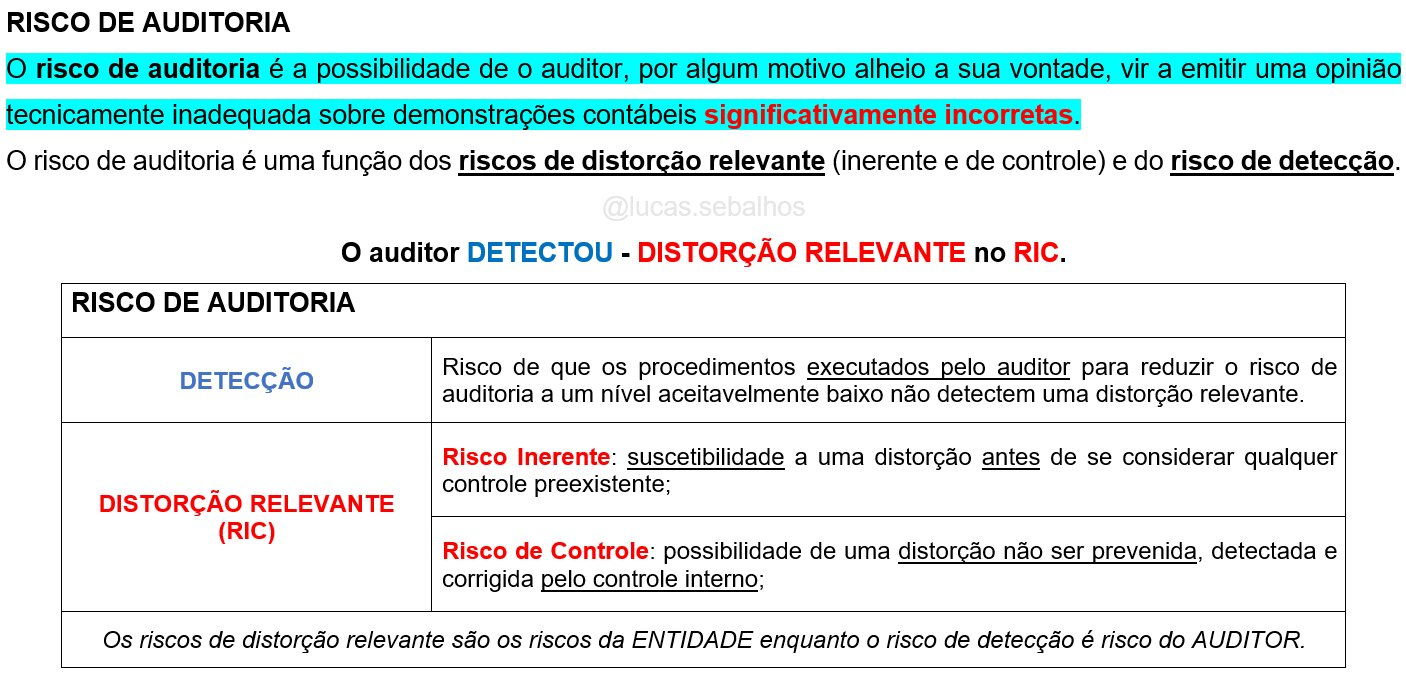 RISCO DE AUDITORIA
O risco de auditoria é a possibilidade de o auditor, por algum motivo alheio a sua vontade, vir a emitir uma opinião
tecnicamente inadequada sobre demonstrações contábeis significativamente incorretas.
O risco de auditoria é uma função dos riscos de distorção relevante (inerente e de controle) e do risco de detecção.
@lucas.sebalhos
O auditor DETECTOU - DISTORÇÃO RELEVANTE no RIC.
RISCO DE AUDITORIA
DETECÇÃO
Risco de que os procedimentos executados pelo auditor para reduzir o risco de
auditoria a um nível aceitavelmente baixo não detectem uma distorção relevante.
DISTORÇÃO RELEVANTE
(RIC)
Risco Inerente: suscetibilidade a uma distorção antes de se considerar qualquer
controle preexistente;
Risco de Controle: possibilidade de uma distorção não ser prevenida, detectada e
corrigida pelo controle interno;
Os riscos de distorção relevante são os riscos da ENTIDADE enquanto o risco de detecção é risco do AUDITOR.